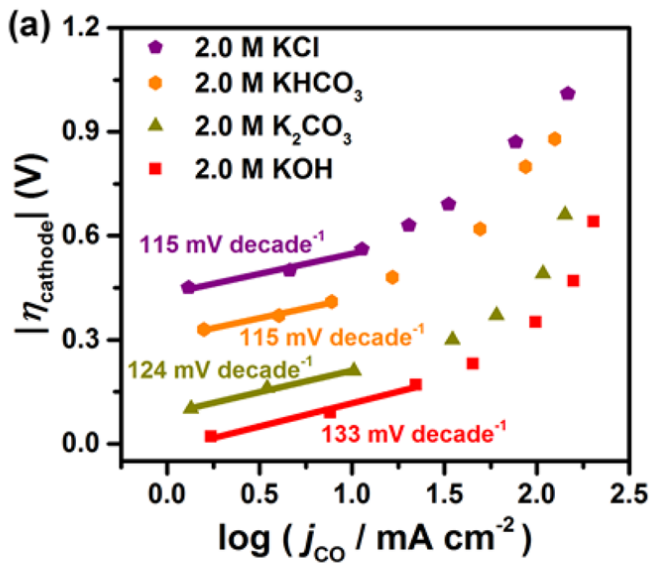 (a)
1.2
0.9
0.6
0.3
0.0
|η_cathode| (V)
2.0 M KCl
2.0 M KHCO₃
2.0 M K₂CO₃
2.0 M KOH
115 mV decade⁻¹
115 mV decade⁻¹
124 mV decade⁻¹
133 mV decade⁻¹
0.0 0.5 1.0 1.5 2.0 2.5
log ( j_CO / mA cm⁻² )